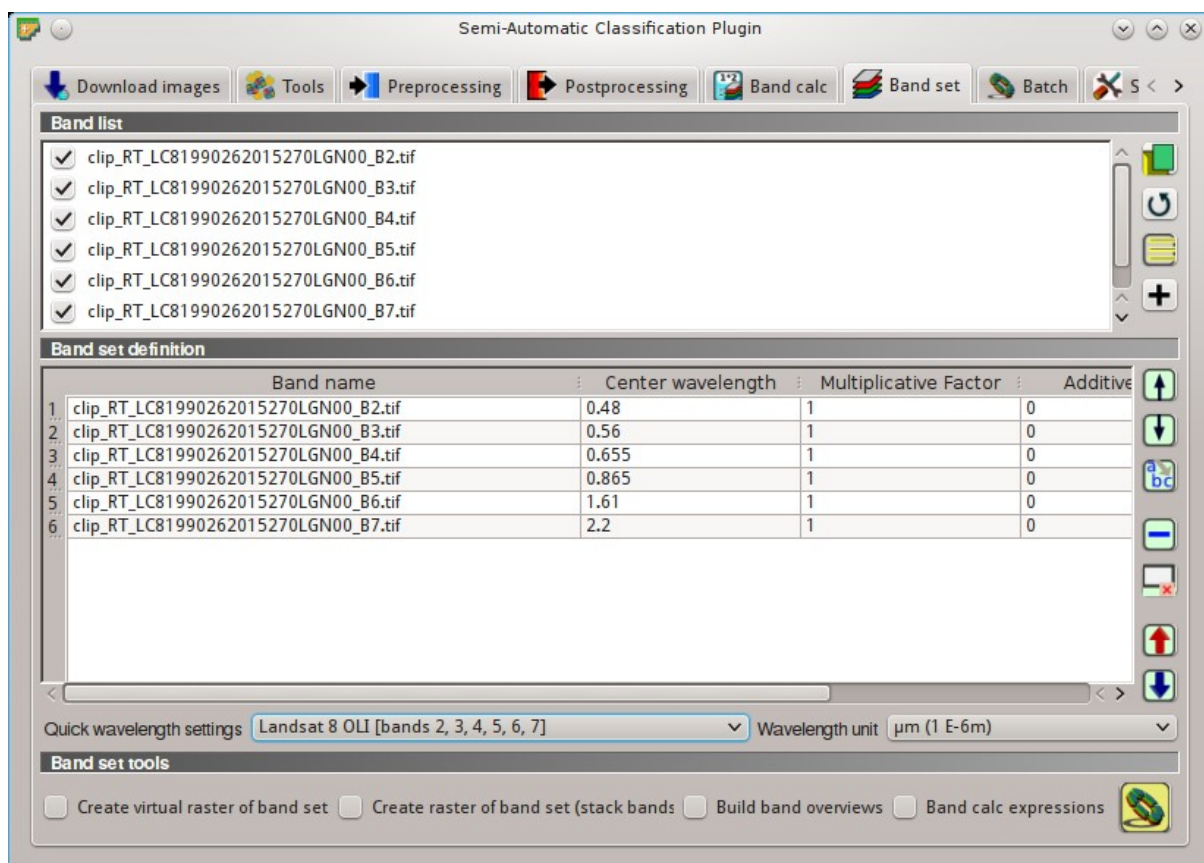 Semi-Automatic Classification Plugin
Download images Tools Preprocessing Postprocessing Band calc Band set Batch S
Band list
clip_RT_LC81990262015270LGN00_B2.tif
clip_RT_LC81990262015270LGN00_B3.tif
clip_RT_LC81990262015270LGN00_B4.tif
clip_RT_LC81990262015270LGN00_B5.tif
clip_RT_LC81990262015270LGN00_B6.tif
clip_RT_LC81990262015270LGN00_B7.tif
Band set definition
Band name Center wavelength Multiplicative Factor Additive
1 clip_RT_LC81990262015270LGN00_B2.tif 0.48 1 0
2 clip_RT_LC81990262015270LGN00_B3.tif 0.56 1 0
3 clip_RT_LC81990262015270LGN00_B4.tif 0.655 1 0
4 clip_RT_LC81990262015270LGN00_B5.tif 0.865 1 0
5 clip_RT_LC81990262015270LGN00_B6.tif 1.61 1 0
6 clip_RT_LC81990262015270LGN00_B7.tif 2.2 1 0
Quick wavelength settings Landsat 8 OLI [bands 2, 3, 4, 5, 6, 7] Wavelength unit µm (1 E-6m)
Band set tools
Create virtual raster of band set Create raster of band set (stack bands Build band overviews Band calc expressions